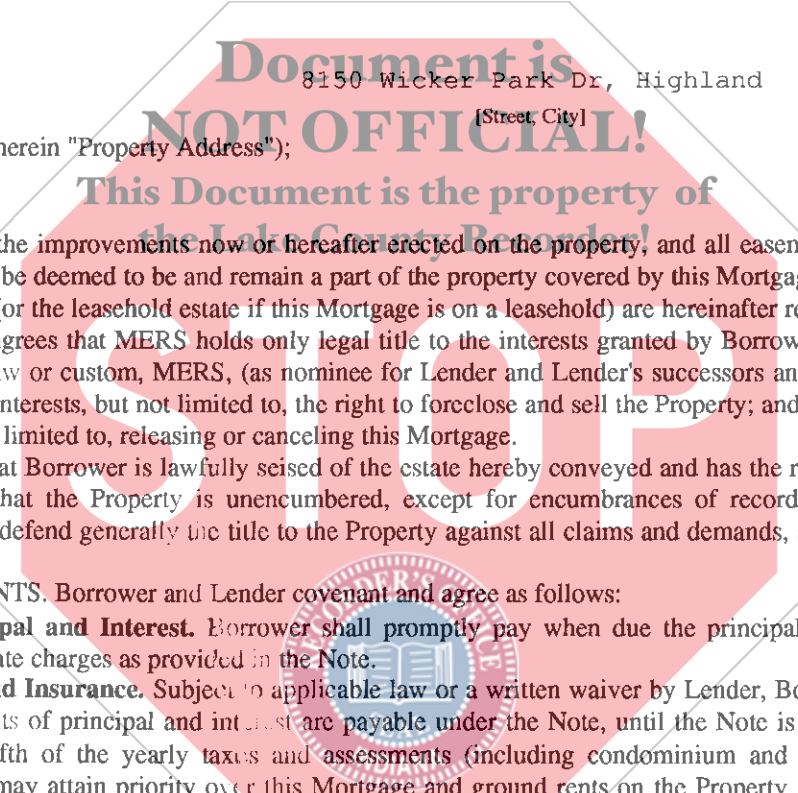 Document is
8150 Wicker Park Dr, Highland
[Street, City]
NOT OFFICIAL!
herein "Property Address");
This Document is the property of
the Lake County Recorder!
the improvements now or hereafter erected on the property, and all easem
be deemed to be and remain a part of the property covered by this Mortgag
(or the leasehold estate if this Mortgage is on a leasehold) are hereinafter re
grees that MERS holds only legal title to the interests granted by Borrow
w or custom, MERS, (as nominee for Lender and Lender's successors an
nterests, but not limited to, the right to foreclose and sell the Property; and
limited to, releasing or canceling this Mortgage.
at Borrower is lawfully seised of the estate hereby conveyed and has the r
hat the Property is unencumbered, except for encumbrances of record
defend generally the title to the Property against all claims and demands,
STOP
NTS. Borrower and Lender covenant and agree as follows:
pal and Interest. Borrower shall promptly pay when due the principal
ate charges as provided in the Note.
d Insurance. Subject to applicable law or a written waiver by Lender, Bo
ts of principal and interest are payable under the Note, until the Note is
fth of the yearly taxes and assessments (including condominium and
may attain priority over this Mortgage and ground rents on the Property
RECORDER'S OFFICE
INDIANA